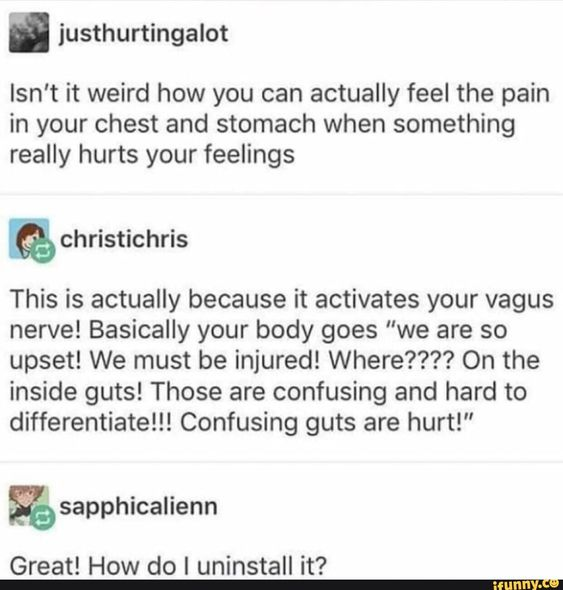 justhurtingalot
Isn't it weird how you can actually feel the pain
in your chest and stomach when something
really hurts your feelings
christichris
This is actually because it activates your vagus
nerve! Basically your body goes "we are so
upset! We must be injured! Where???? On the
inside guts! Those are confusing and hard to
differentiate!!! Confusing guts are hurt!"
sapphicalienn
Great! How do I uninstall it?
ifunny.co